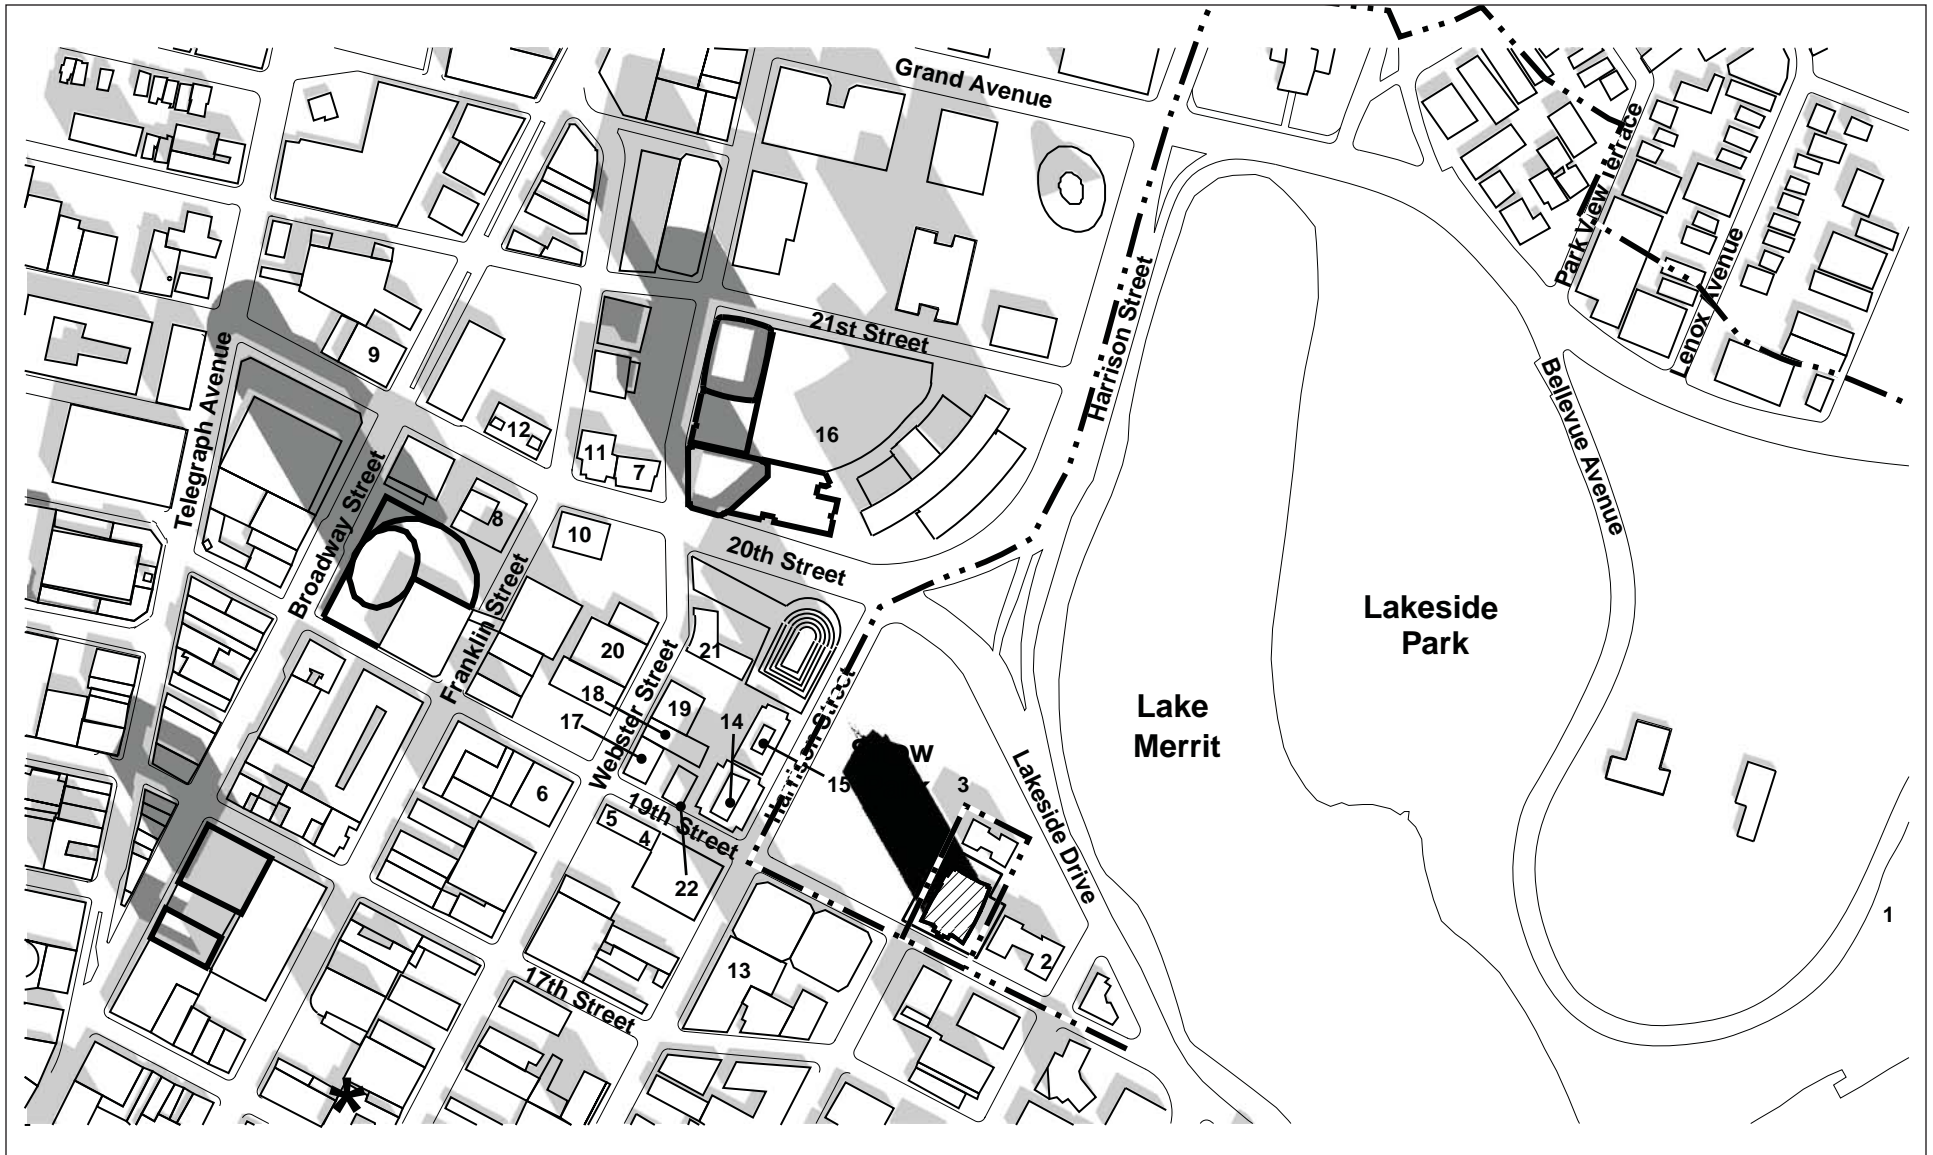 Grand Avenue
Park View Terrace
Lenox Avenue
Harrison Street
21st Street
Telegraph Avenue
9
12
16
11
7
Bellevue Avenue
Broadway Street
8
10
20th Street
Franklin Street
Lakeside
Park
20
21
Webster Street
18
19
14
17
Harrison Street
Lake
Merrit
15
3
Lakeside Drive
6
19th Street
5
4
22
1
13
2
17th Street
*